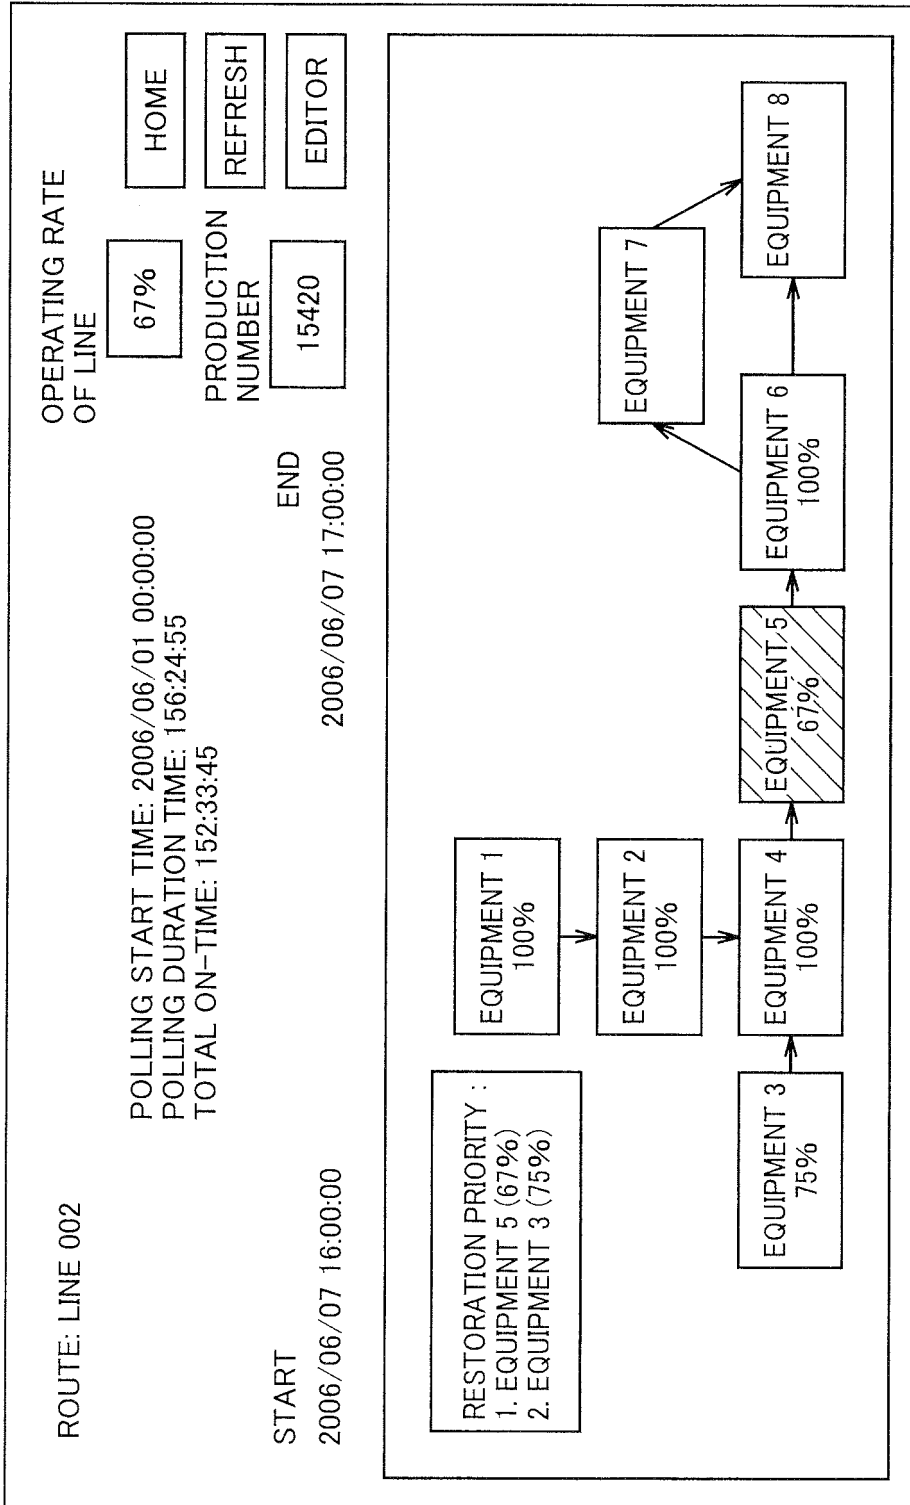 ROUTE: LINE 002
POLLING START TIME: 2006/06/01 00:00:00
POLLING DURATION TIME: 156:24:55
TOTAL ON-TIME: 152:33:45
OPERATING RATE
OF LINE
67%
HOME
PRODUCTION
NUMBER
15420
REFRESH
EDITOR
START
2006/06/07 16:00:00
END
2006/06/07 17:00:00
RESTORATION PRIORITY :
1. EQUIPMENT 5 (67%)
2. EQUIPMENT 3 (75%)
EQUIPMENT 1
100%
EQUIPMENT 2
100%
EQUIPMENT 3
75%
EQUIPMENT 4
100%
EQUIPMENT 5
67%
EQUIPMENT 6
100%
EQUIPMENT 7
EQUIPMENT 8